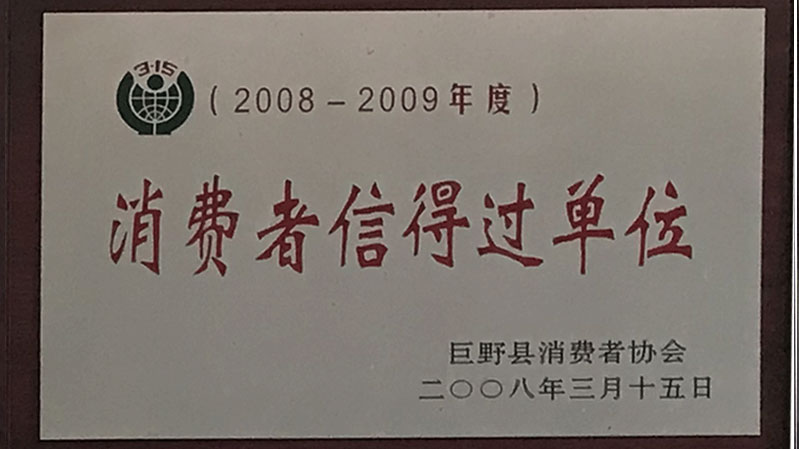 3·15
(2008-2009年度)
消费者信得过单位
巨野县消费者协会
二〇〇八年三月十五日